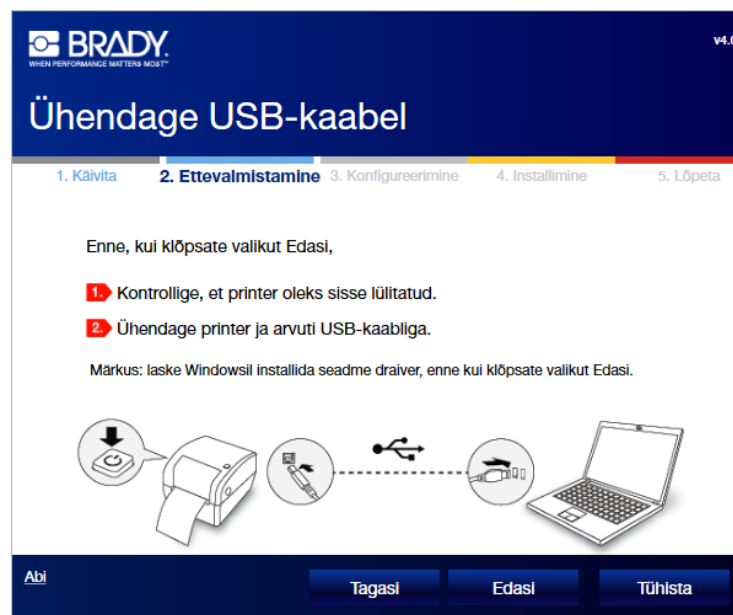 BRADY.
WHEN PERFORMANCE MATTERS MOST™
v4.0
Ühendage USB-kaabel
1. Käivita
2. Ettevalmistamine
3. Konfigureerimine
4. Installimine
5. Lõpeta
Enne, kui klõpsate valikut Edasi,
1. Kontrollige, et printer oleks sisse lülitatud.
2. Ühendage printer ja arvuti USB-kaabliga.
Märkus: laske Windowsil installida seadme draiver, enne kui klõpsate valikut Edasi.
Abi
Tagasi
Edasi
Tühista